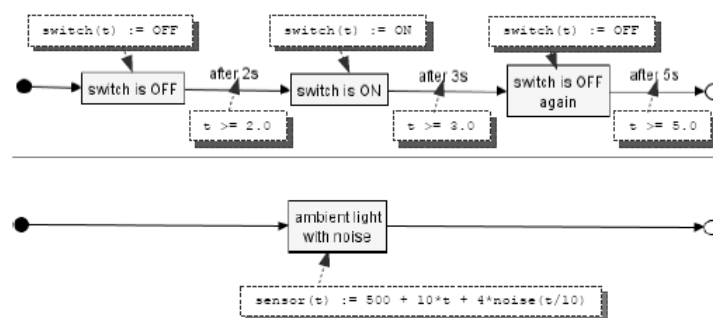 switch(t) := OFF
switch(t) := ON
switch(t) := OFF
switch is OFF
after 2s
switch is ON
after 3s
switch is OFF
again
after 5s
t >= 2.0
t >= 3.0
t >= 5.0
ambient light
with noise
sensor(t) := 500 + 10*t + 4*noise(t/10)